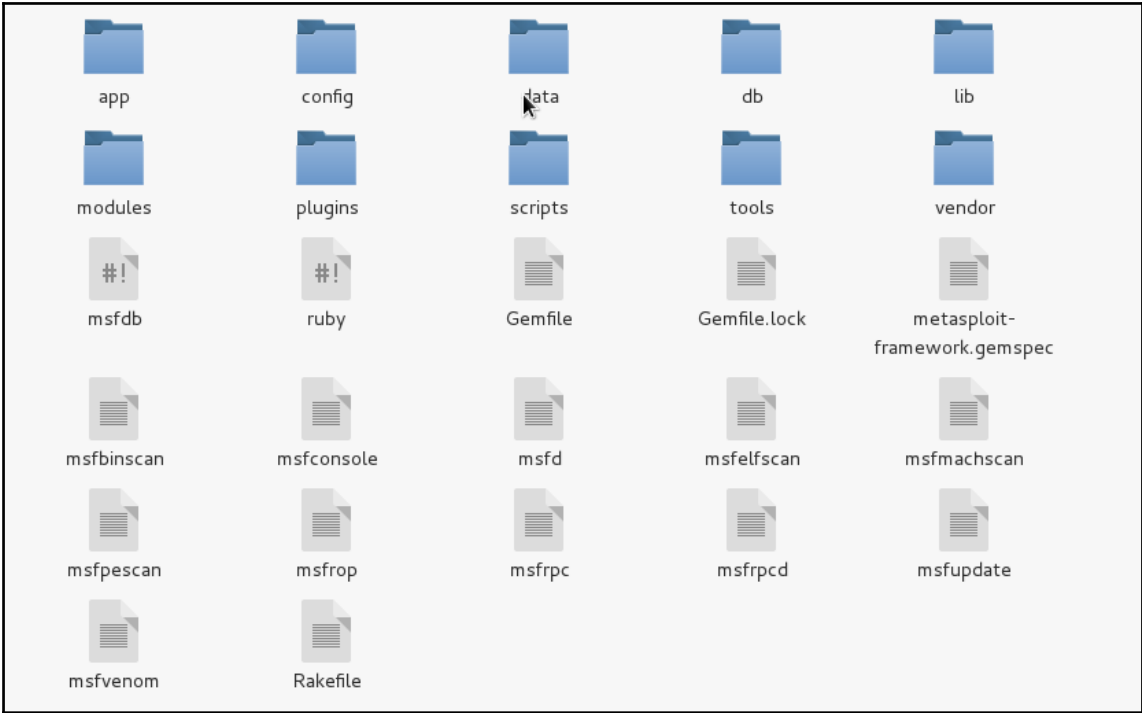 app config data db lib
modules plugins scripts tools vendor
#! #!
msfdb ruby Gemfile Gemfile.lock metasploit-
framework.gemspec
msfbinscan msfconsole msfd msfelfscan msfmachscan
msfpescan msfrop msfrpc msfrpcd msfupdate
msfvenom Rakefile